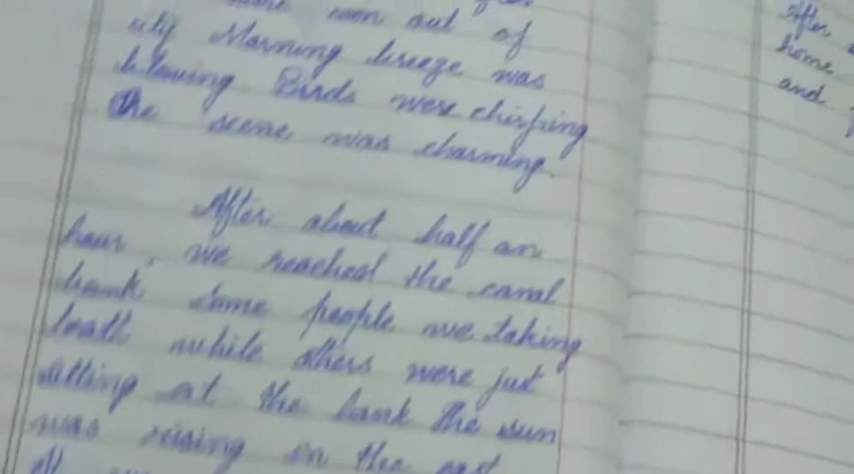 out of
city Morning breeze was
blowing Birds were chirping
the scene was charming.
After about half an
hour, we reached the canal
bank some people we taking
bath while others were just
sitting at the bank the sun
was rising in the east
After
home
and